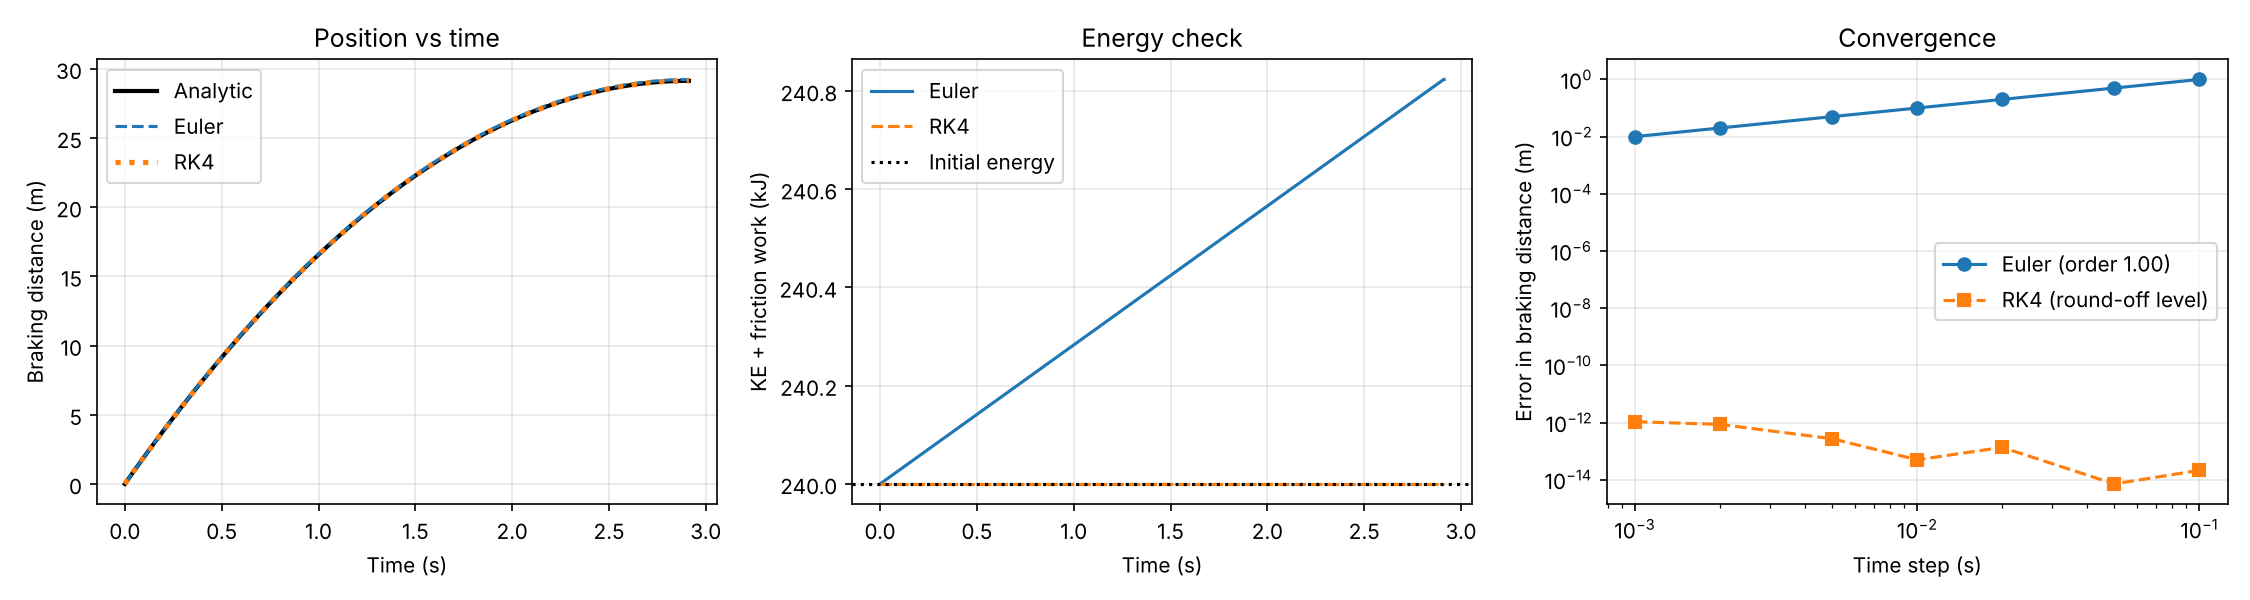 Position vs time
Braking distance (m)
30
25
20
15
10
5
0
Analytic
Euler
RK4
0.0 0.5 1.0 1.5 2.0 2.5 3.0
Time (s)
Energy check
KE + friction work (kJ)
240.8
240.6
240.4
240.2
240.0
Euler
RK4
Initial energy
0.0 0.5 1.0 1.5 2.0 2.5 3.0
Time (s)
Convergence
Error in braking distance (m)
10⁰
10⁻²
10⁻⁴
10⁻⁶
10⁻⁸
10⁻¹⁰
10⁻¹²
10⁻¹⁴
Euler (order 1.00)
RK4 (round-off level)
10⁻³ 10⁻² 10⁻¹
Time step (s)